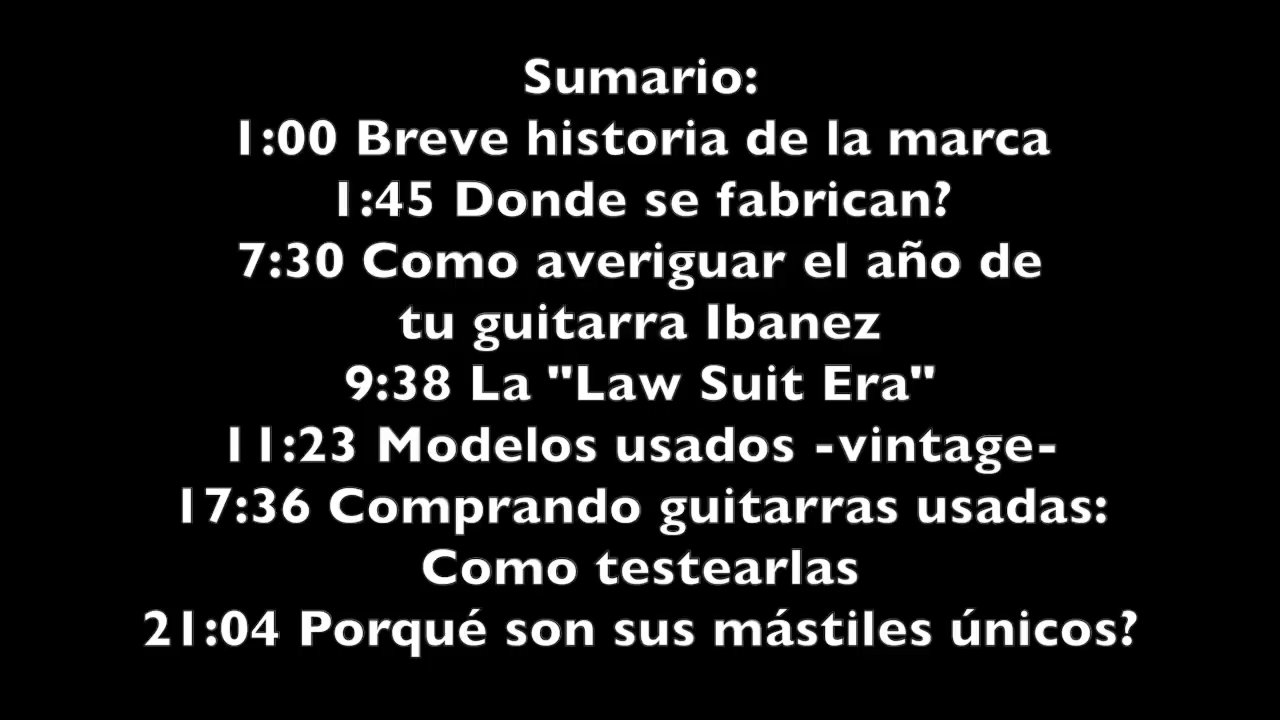 Sumario:
1:00 Breve historia de la marca
1:45 Donde se fabrican?
7:30 Como averiguar el año de
tu guitarra Ibanez
9:38 La "Law Suit Era"
11:23 Modelos usados -vintage-
17:36 Comprando guitarras usadas:
Como testearlas
21:04 Porqué son sus mástiles únicos?